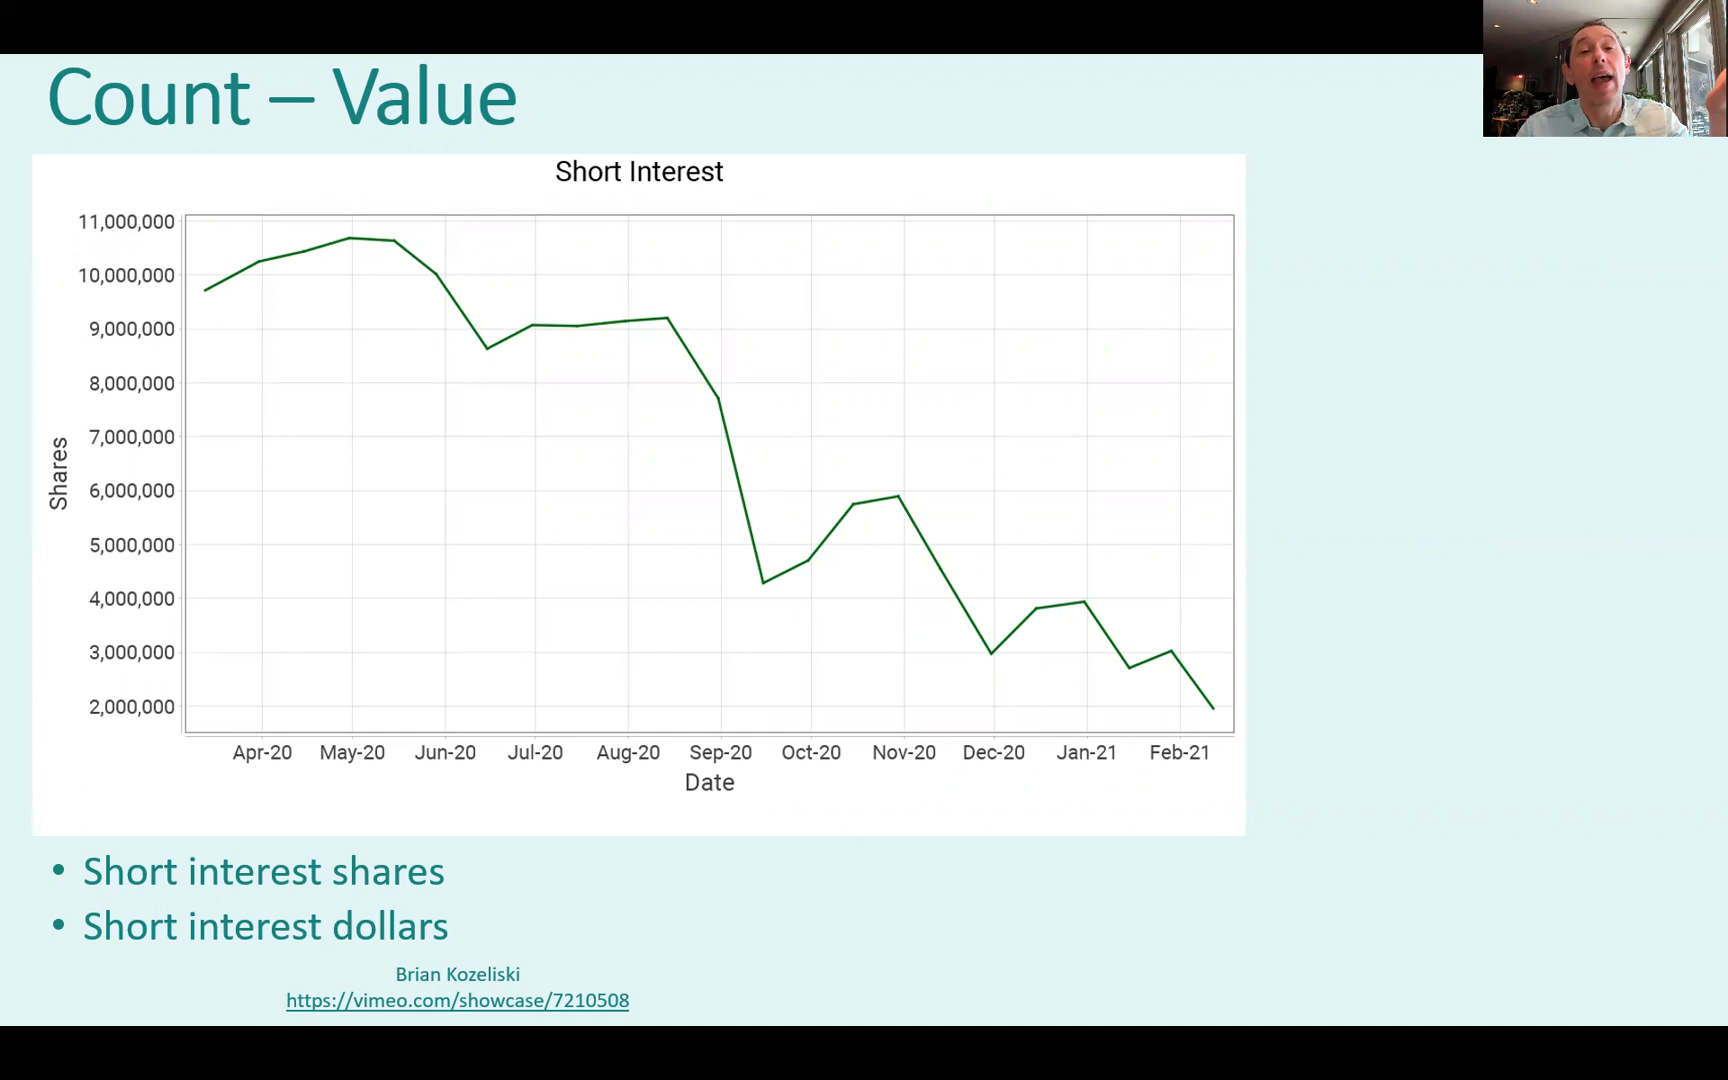 Count – Value
Short Interest
11,000,000
10,000,000
9,000,000
8,000,000
7,000,000
6,000,000
5,000,000
4,000,000
3,000,000
2,000,000
Shares
Apr-20 May-20 Jun-20 Jul-20 Aug-20 Sep-20 Oct-20 Nov-20 Dec-20 Jan-21 Feb-21
Date
• Short interest shares
• Short interest dollars
Brian Kozeliski
https://vimeo.com/showcase/7210508